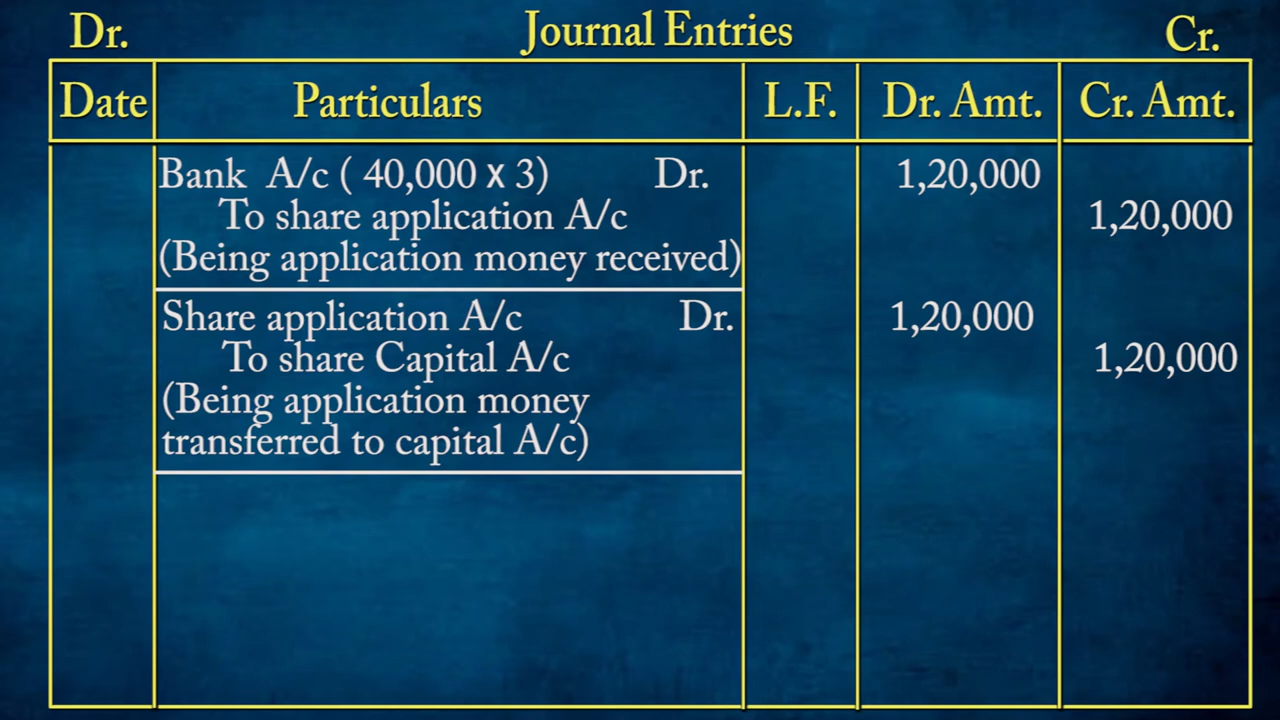 Dr. Journal Entries Cr.
Date Particulars L.F. Dr. Amt. Cr. Amt.
Bank A/c ( 40,000 x 3) Dr. 1,20,000
To share application A/c 1,20,000
(Being application money received)
Share application A/c Dr. 1,20,000
To share Capital A/c 1,20,000
(Being application money
transferred to capital A/c)